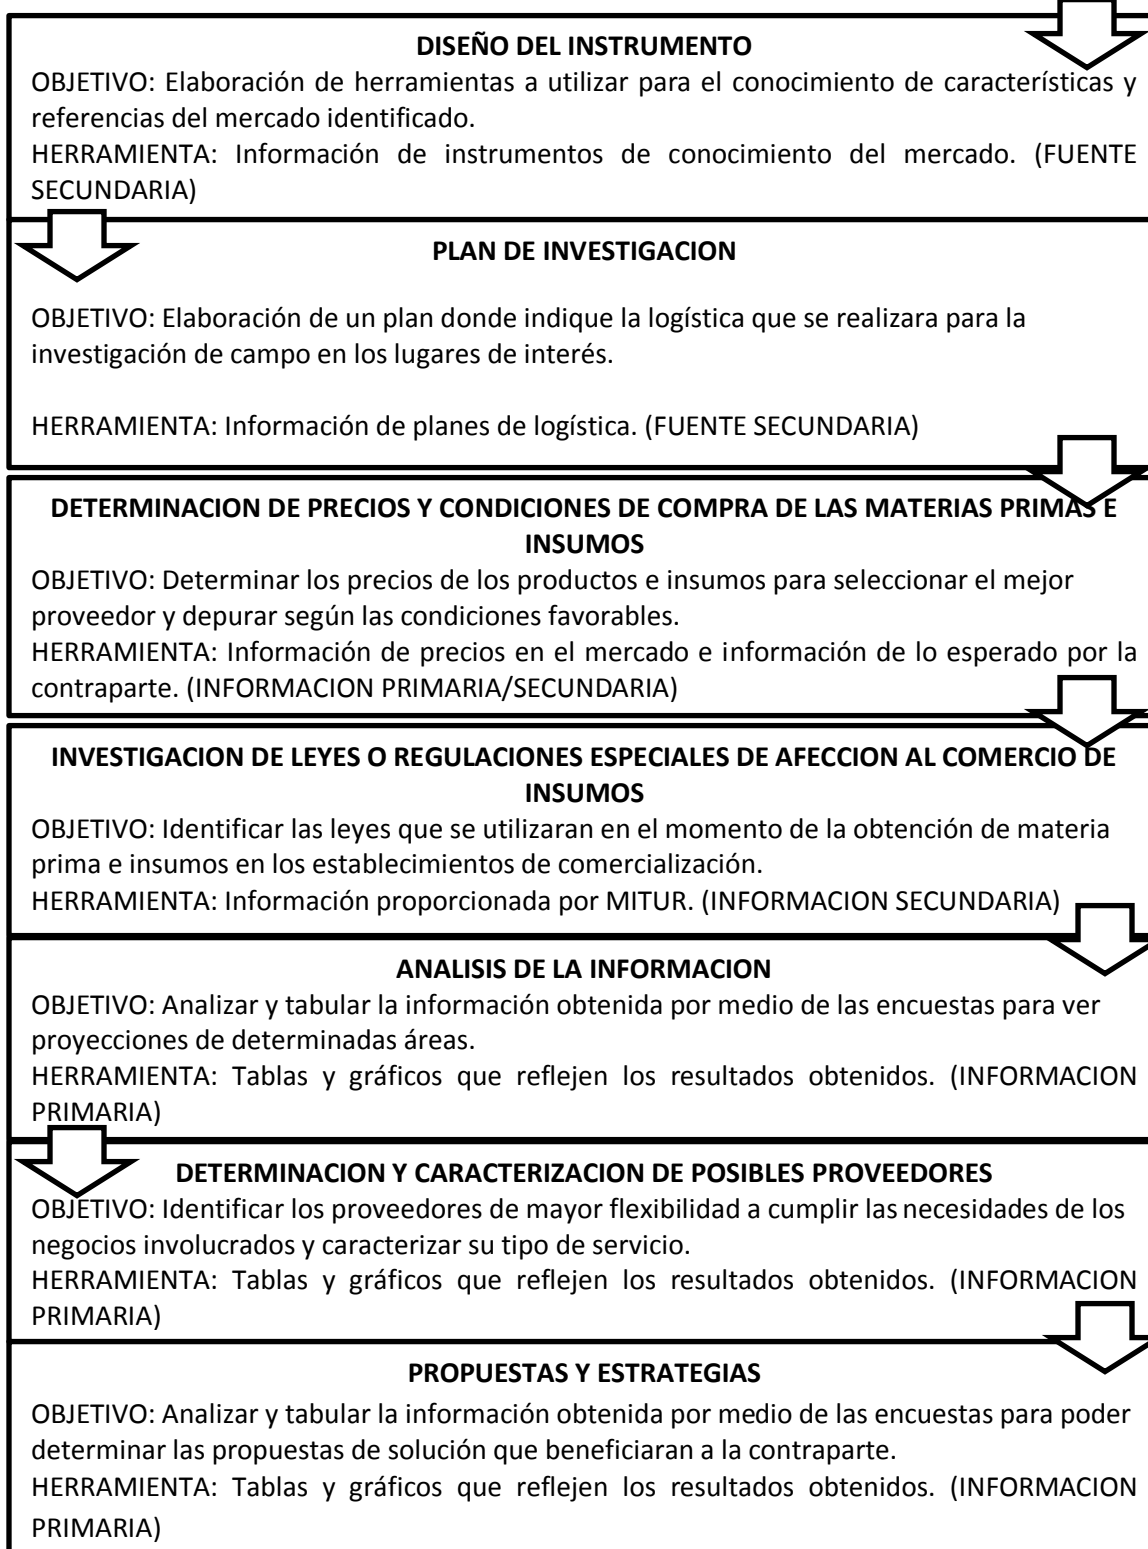 DISEÑO DEL INSTRUMENTO
OBJETIVO: Elaboración de herramientas a utilizar para el conocimiento de características y
referencias del mercado identificado.
HERRAMIENTA: Información de instrumentos de conocimiento del mercado. (FUENTE
SECUNDARIA)
PLAN DE INVESTIGACION
OBJETIVO: Elaboración de un plan donde indique la logística que se realizara para la
investigación de campo en los lugares de interés.
HERRAMIENTA: Información de planes de logística. (FUENTE SECUNDARIA)
DETERMINACION DE PRECIOS Y CONDICIONES DE COMPRA DE LAS MATERIAS PRIMAS E
INSUMOS
OBJETIVO: Determinar los precios de los productos e insumos para seleccionar el mejor
proveedor y depurar según las condiciones favorables.
HERRAMIENTA: Información de precios en el mercado e información de lo esperado por la
contraparte. (INFORMACION PRIMARIA/SECUNDARIA)
INVESTIGACION DE LEYES O REGULACIONES ESPECIALES DE AFECCION AL COMERCIO DE
INSUMOS
OBJETIVO: Identificar las leyes que se utilizaran en el momento de la obtención de materia
prima e insumos en los establecimientos de comercialización.
HERRAMIENTA: Información proporcionada por MITUR. (INFORMACION SECUNDARIA)
ANALISIS DE LA INFORMACION
OBJETIVO: Analizar y tabular la información obtenida por medio de las encuestas para ver
proyecciones de determinadas áreas.
HERRAMIENTA: Tablas y gráficos que reflejen los resultados obtenidos. (INFORMACION
PRIMARIA)
DETERMINACION Y CARACTERIZACION DE POSIBLES PROVEEDORES
OBJETIVO: Identificar los proveedores de mayor flexibilidad a cumplir las necesidades de los
negocios involucrados y caracterizar su tipo de servicio.
HERRAMIENTA: Tablas y gráficos que reflejen los resultados obtenidos. (INFORMACION
PRIMARIA)
PROPUESTAS Y ESTRATEGIAS
OBJETIVO: Analizar y tabular la información obtenida por medio de las encuestas para poder
determinar las propuestas de solución que beneficiaran a la contraparte.
HERRAMIENTA: Tablas y gráficos que reflejen los resultados obtenidos. (INFORMACION
PRIMARIA)